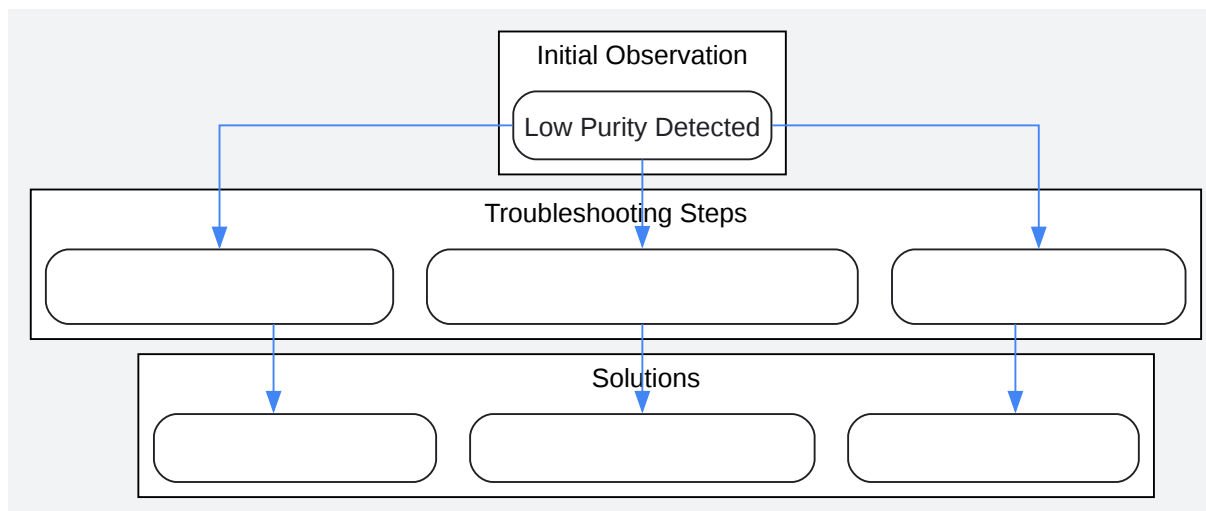 Initial Observation
Low Purity Detected
Troubleshooting Steps
Solutions